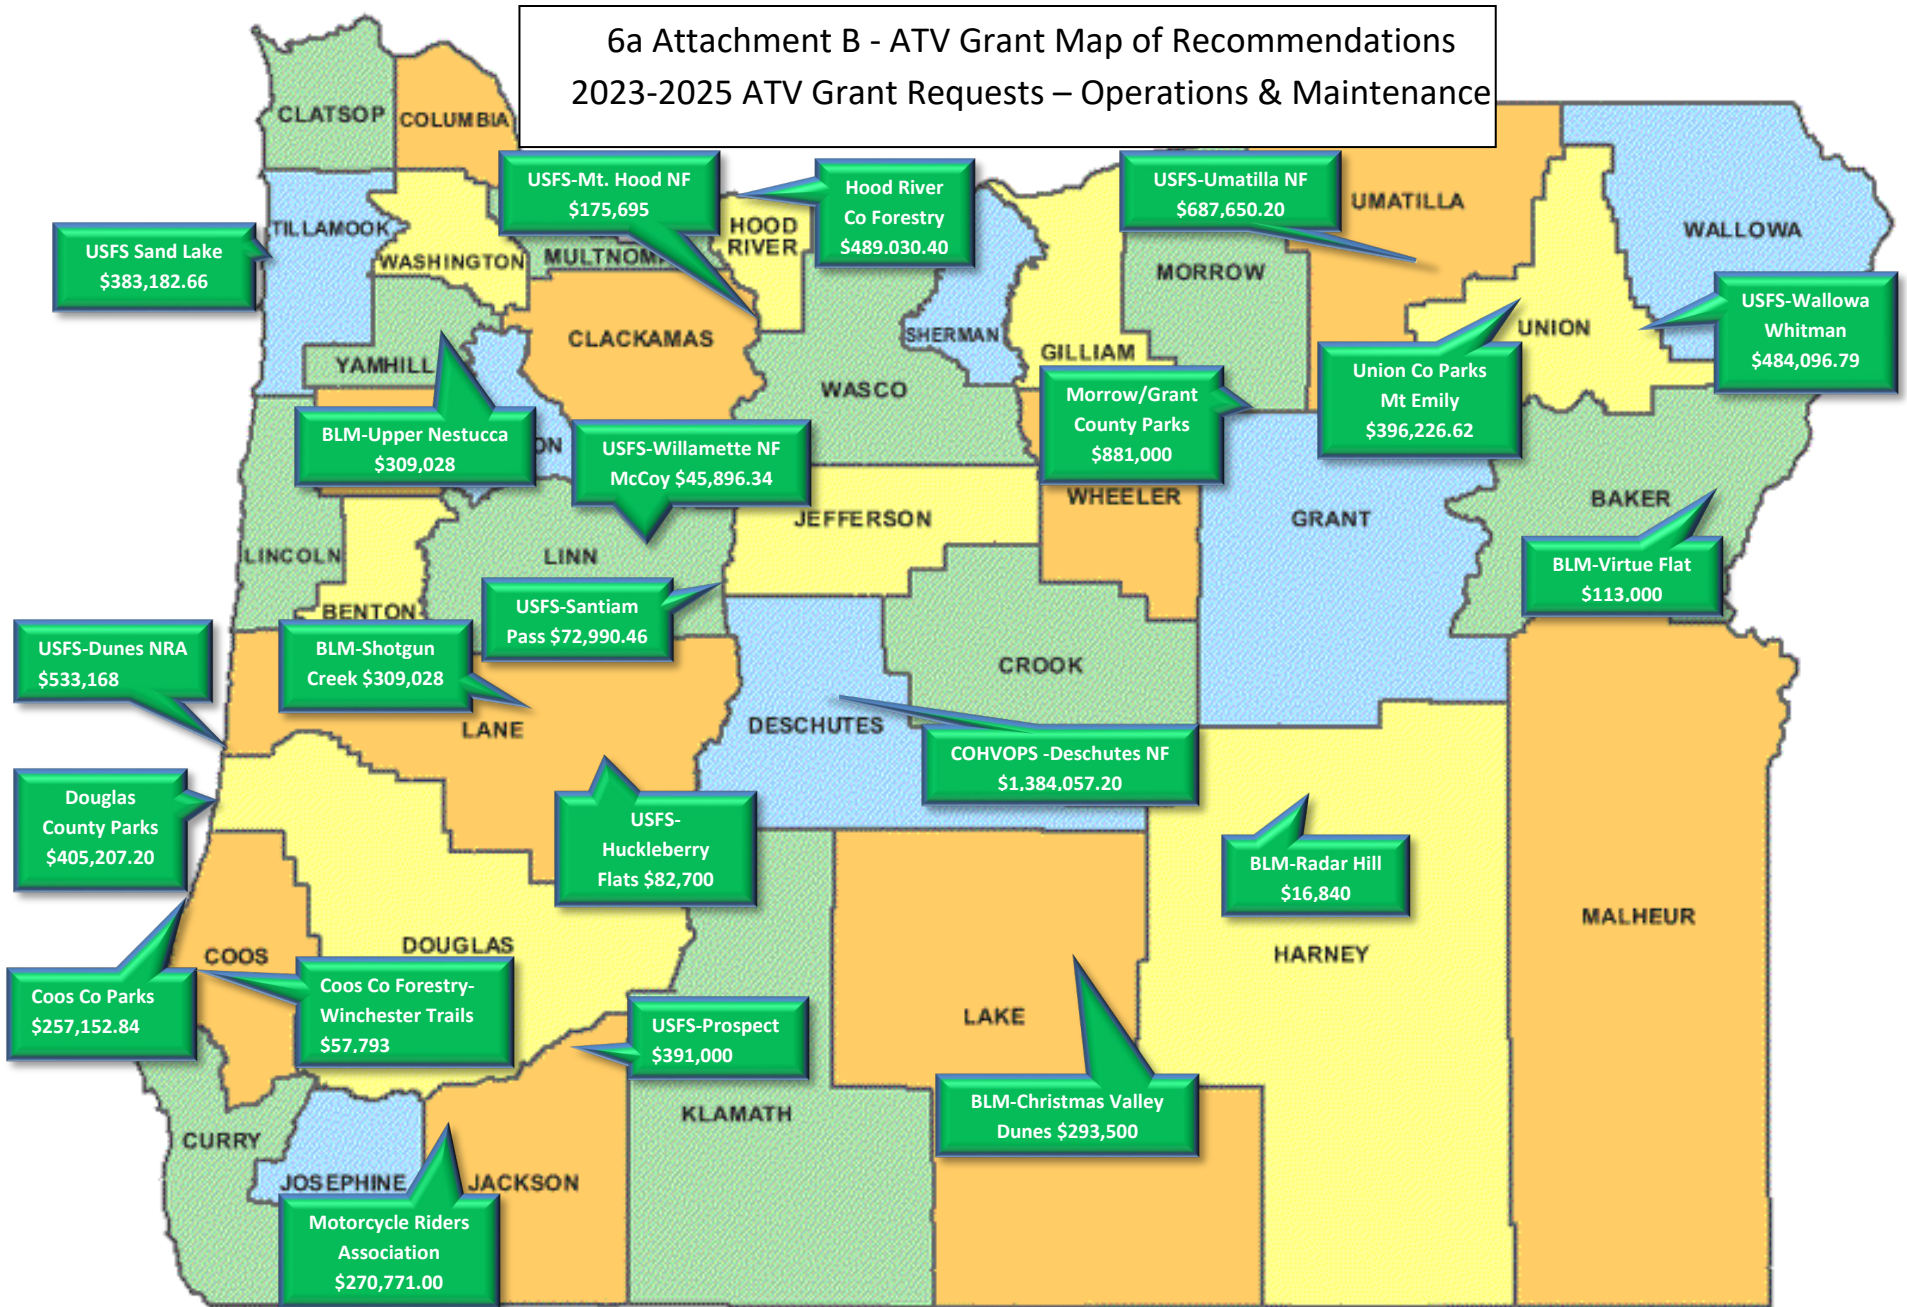 6a Attachment B - ATV Grant Map of Recommendations
2023-2025 ATV Grant Requests – Operations & Maintenance
CLATSOP
COLUMBIA
USFS-Mt. Hood NF
$175,695
Hood River
Co Forestry
$489.030.40
USFS-Umatilla NF
$687,650.20
UMATILLA
WALLOWA
TILLAMOOK
USFS Sand Lake
$383,182.66
WASHINGTON
MULTNOM
HOOD
RIVER
MORROW
CLACKAMAS
SHERMAN
GILLIAM
UNION
USFS-Wallowa
Whitman
$484,096.79
YAMHILL
WASCO
Union Co Parks
Mt Emily
$396,226.62
Morrow/Grant
County Parks
$881,000
BLM-Upper Nestucca
$309,028
ON
USFS-Willamette NF
McCoy $45,896.34
WHEELER
BAKER
JEFFERSON
GRANT
LINCOLN
LINN
BLM-Virtue Flat
$113,000
BENTON
USFS-Santiam
Pass $72,990.46
USFS-Dunes NRA
$533,168
BLM-Shotgun
Creek $309,028
CROOK
LANE
DESCHUTES
COHVOPS -Deschutes NF
$1,384,057.20
Douglas
County Parks
$405,207.20
USFS-
Huckleberry
Flats $82,700
BLM-Radar Hill
$16,840
MALHEUR
COOS
DOUGLAS
HARNEY
Coos Co Parks
$257,152.84
Coos Co Forestry-
Winchester Trails
$57,793
USFS-Prospect
$391,000
LAKE
KLAMATH
BLM-Christmas Valley
Dunes $293,500
CURRY
JOSEPHINE
JACKSON
Motorcycle Riders
Association
$270,771.00